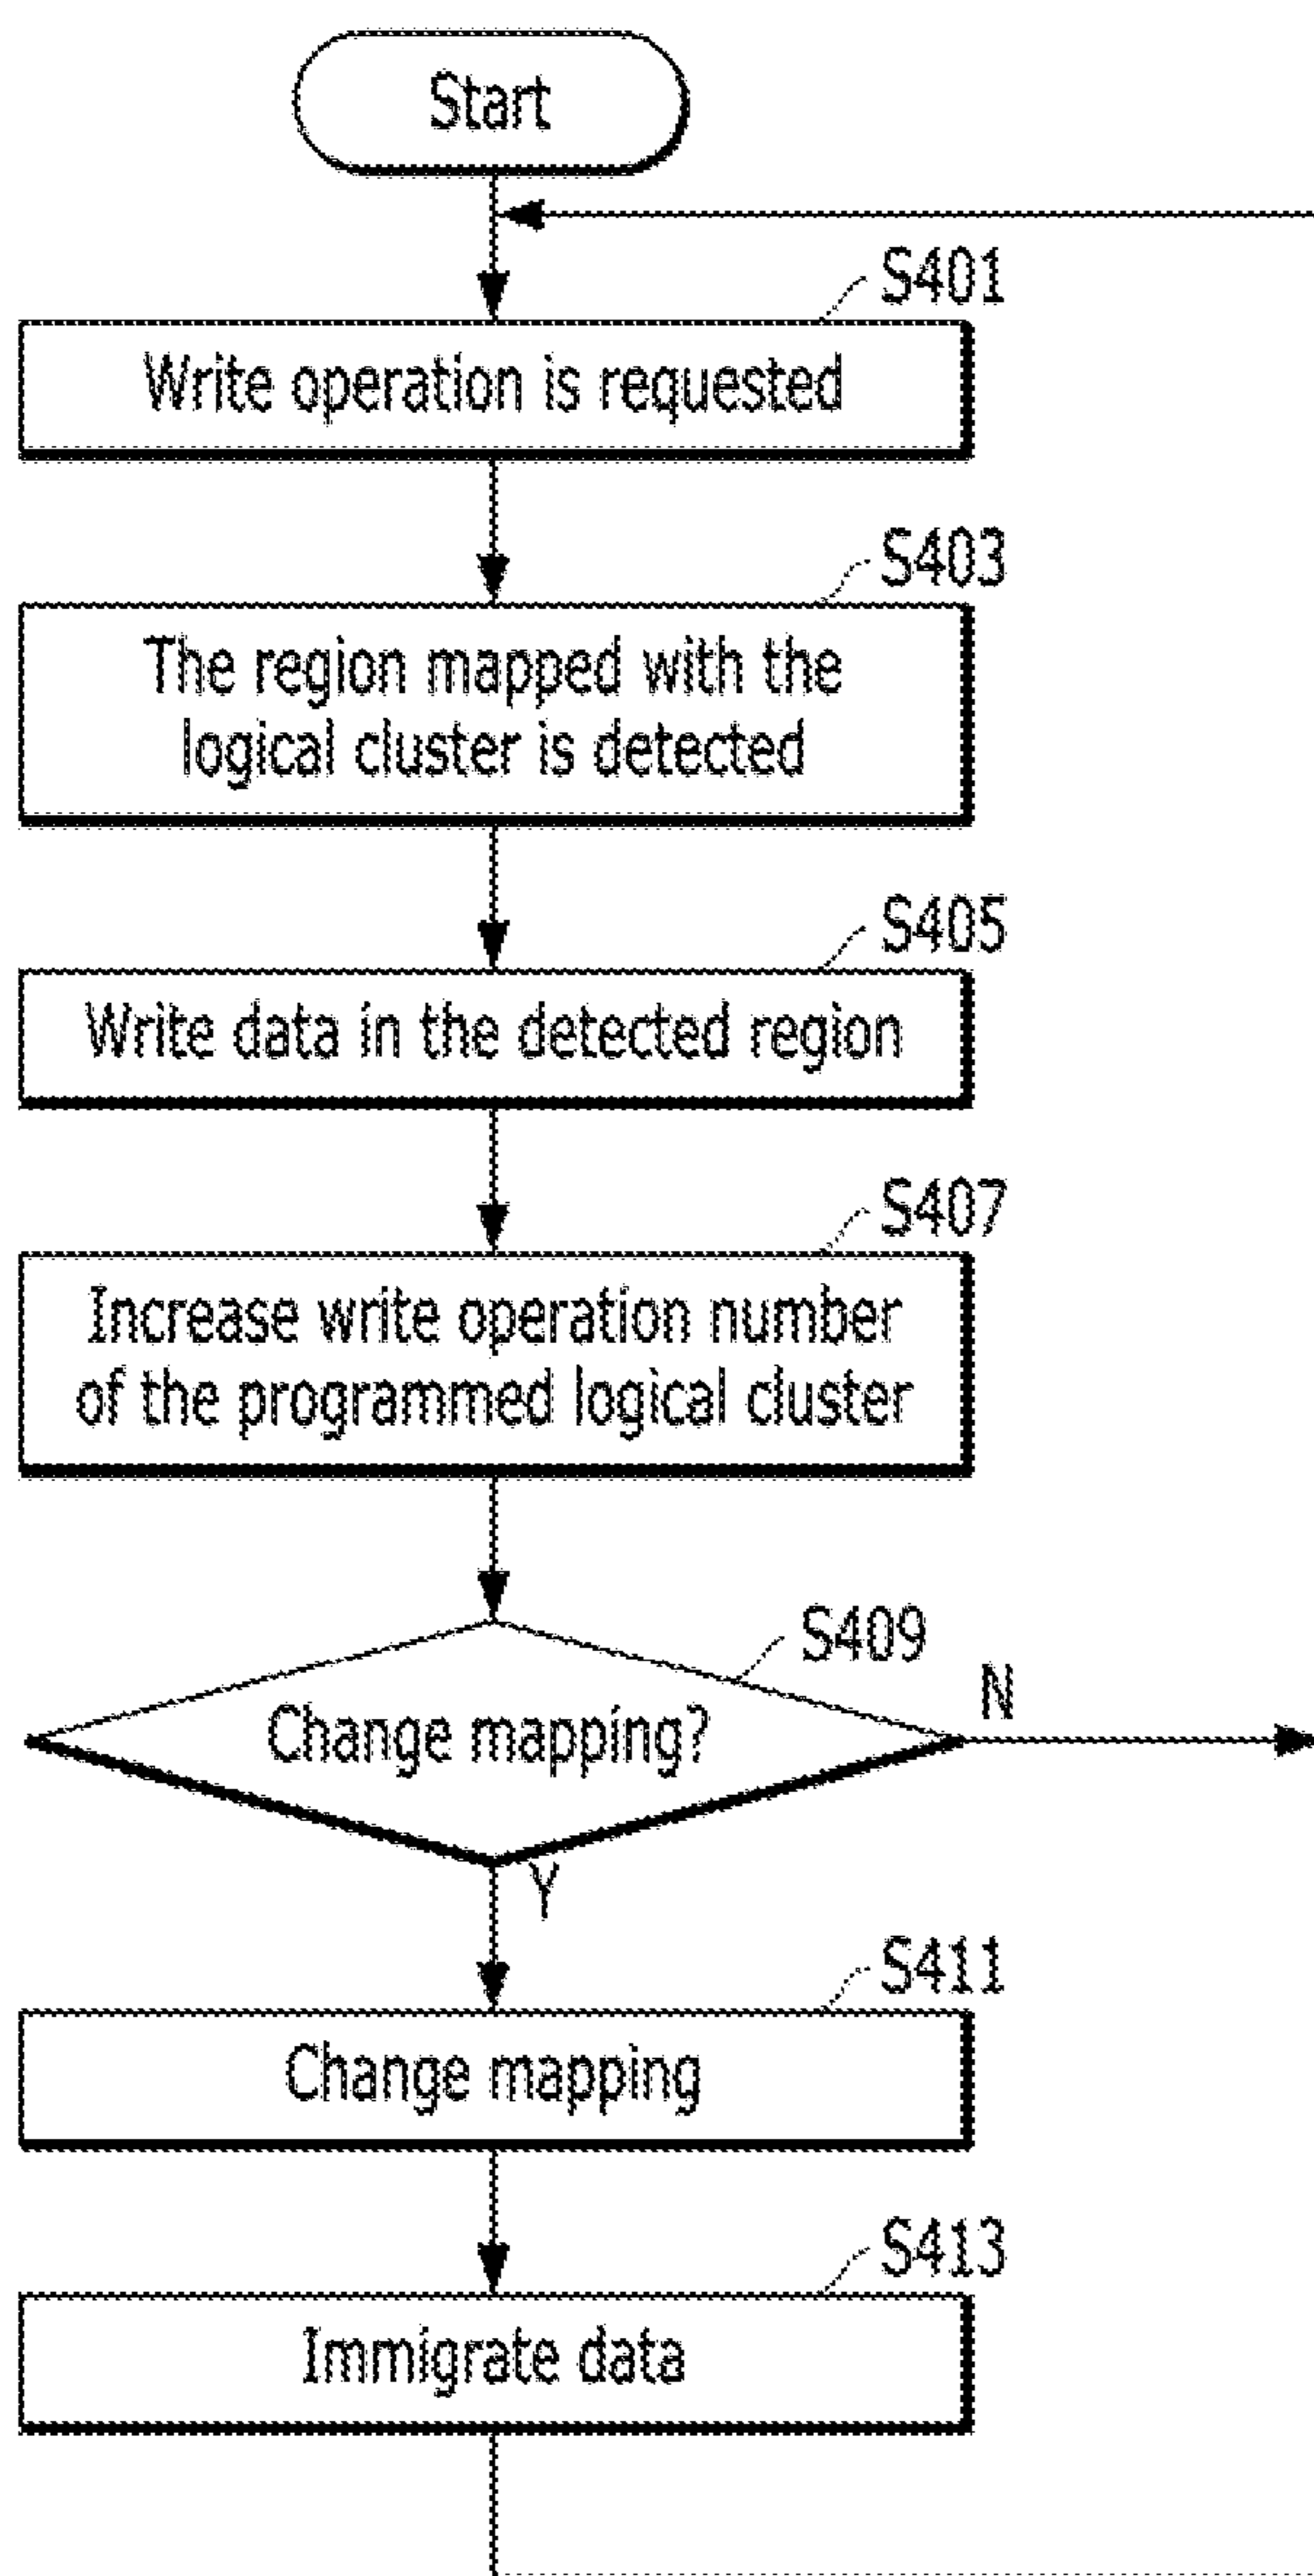 Start
S401
Write operation is requested
S403
The region mapped with the
logical cluster is detected
S405
Write data in the detected region
S407
Increase write operation number
of the programmed logical cluster
S409
Change mapping?
N
Y
S411
Change mapping
S413
Immigrate data